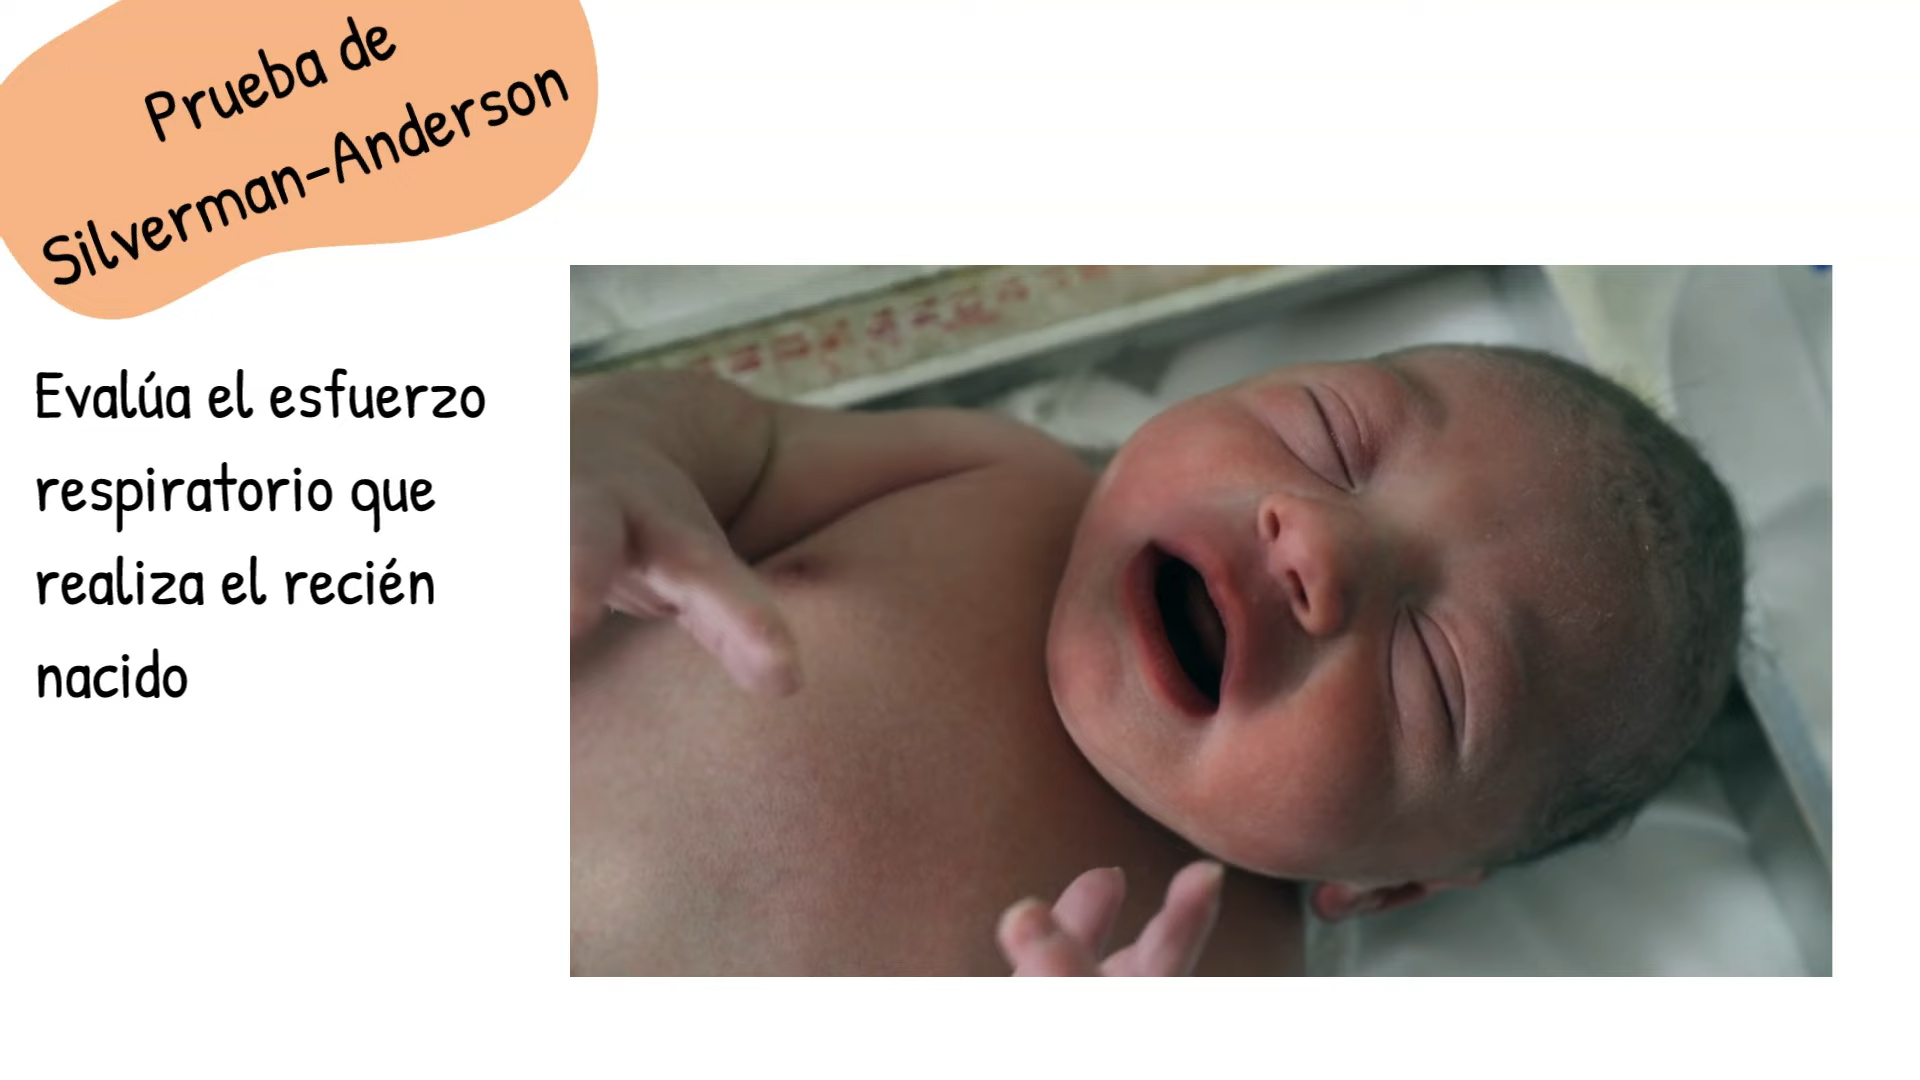 Prueba de
Silverman-Anderson
Evalúa el esfuerzo
respiratorio que
realiza el recién
nacido